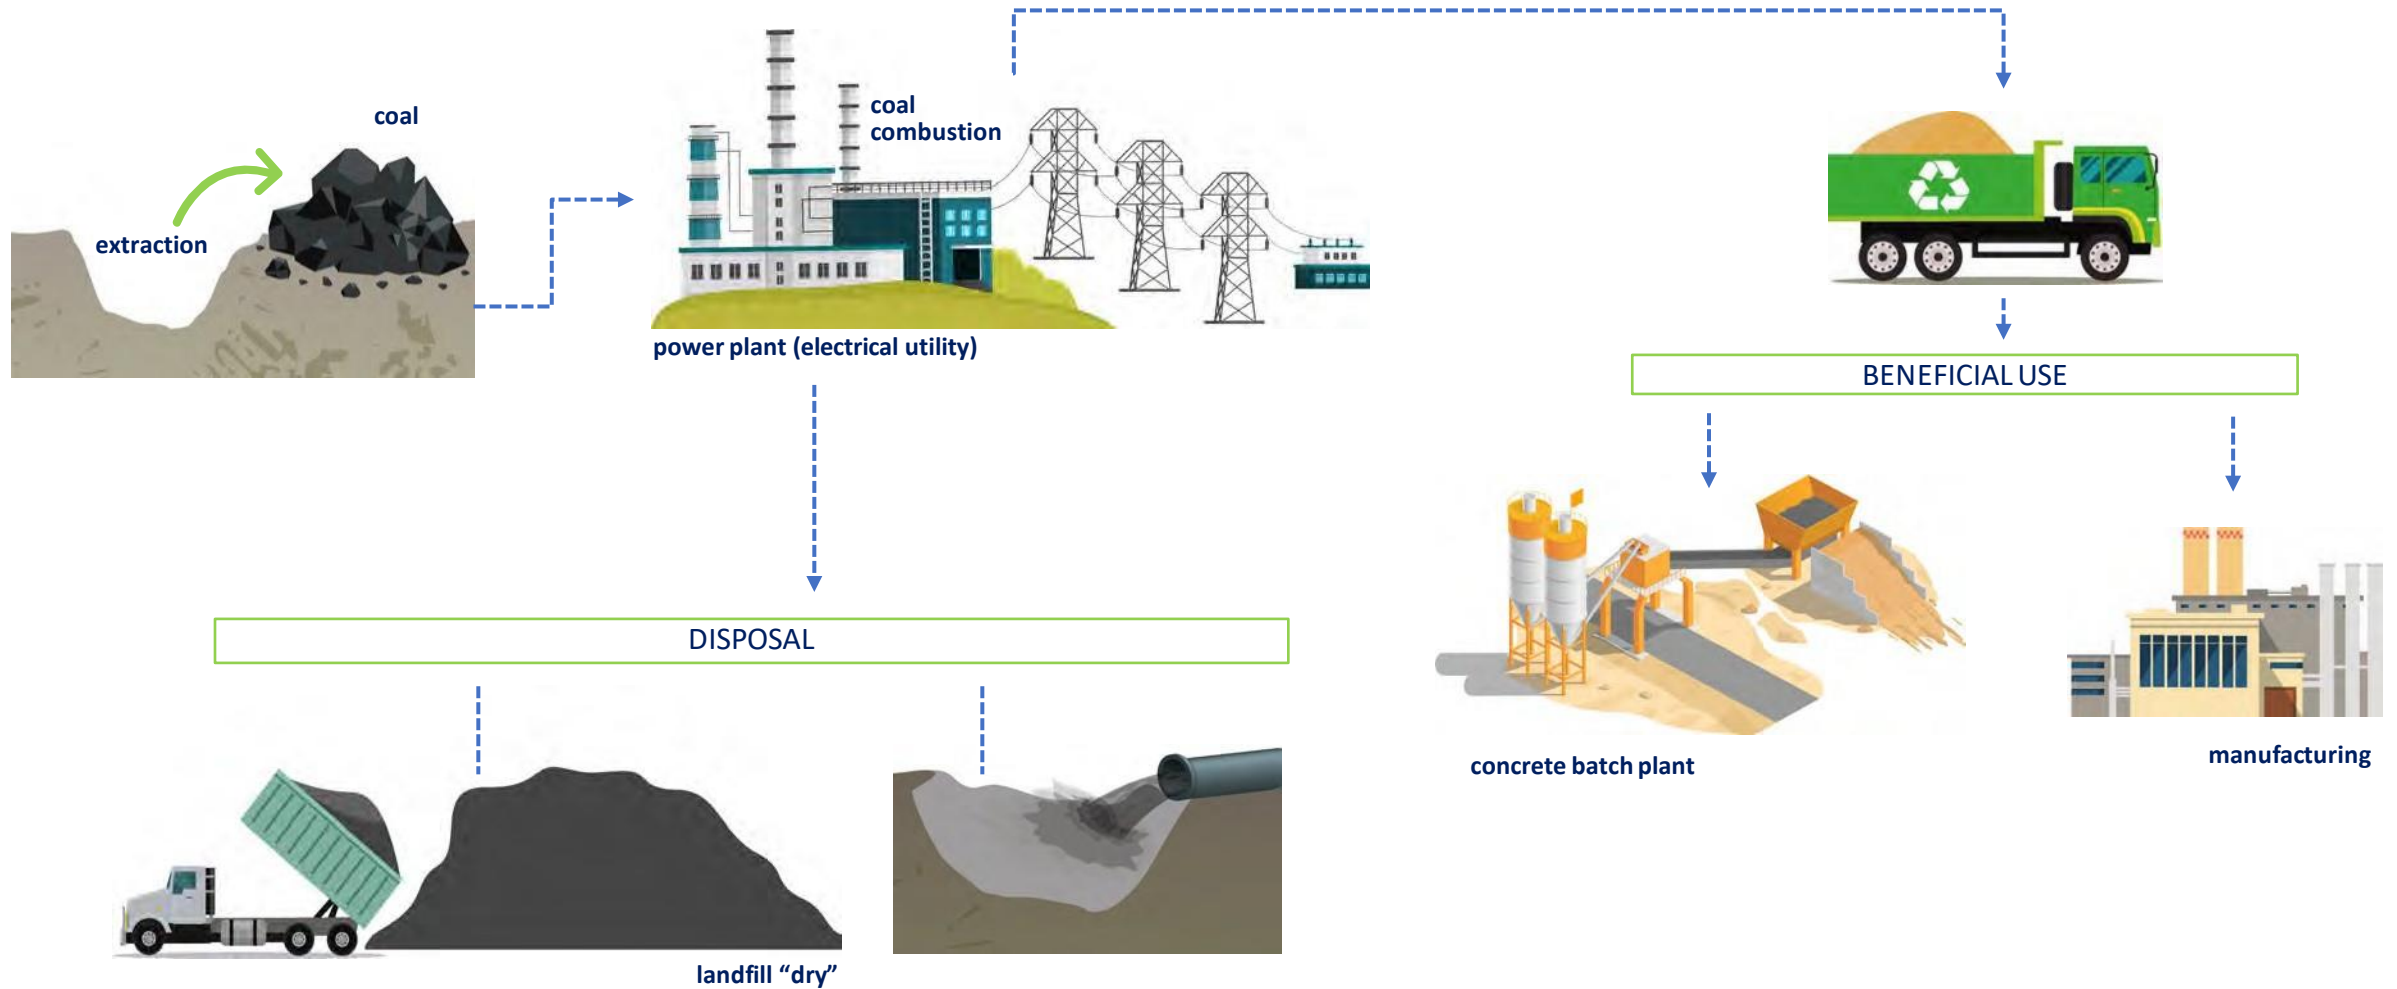 coal
extraction
coal
combustion
power plant (electrical utility)
BENEFICIAL USE
DISPOSAL
concrete batch plant
manufacturing
landfill “dry”